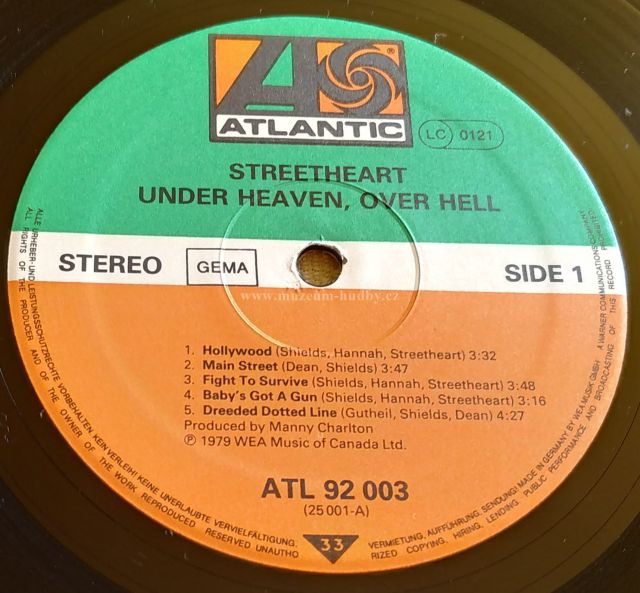 ATLANTIC
LC 0121
STREETHEART
UNDER HEAVEN, OVER HELL
STEREO
GEMA
SIDE 1
www.muzeum-hudby.cz
1. Hollywood (Shields, Hannah, Streetheart) 3:32
2. Main Street (Dean, Shields) 3:47
3. Fight To Survive (Shields, Hannah, Streetheart) 3:48
4. Baby's Got A Gun (Shields, Hannah, Streetheart) 3:16
5. Dreeded Dotted Line (Gutheil, Shields, Dean) 4:27
Produced by Manny Charlton
℗ 1979 WEA Music of Canada Ltd.
ATL 92 003
(25 001-A)
33
ALLE URHEBER- UND LEISTUNGSSCHUTZRECHTE VORBEHALTEN. KEIN VERLEIH! KEINE UNERLAUBTE VERVIELFÄLTIGUNG,
VERMIETUNG, AUFFÜHRUNG, SENDUNG! MADE IN GERMANY BY WEA MUSIK GMBH · A WARNER COMMUNICATIONS COMPANY
ALL RIGHTS OF THE PRODUCER AND OF THE OWNER OF THE WORK REPRODUCED RESERVED UNAUTHO
RIZED COPYING, HIRING, LENDING, PUBLIC PERFORMANCE AND BROADCASTING OF THIS RECORD PROHIBITED